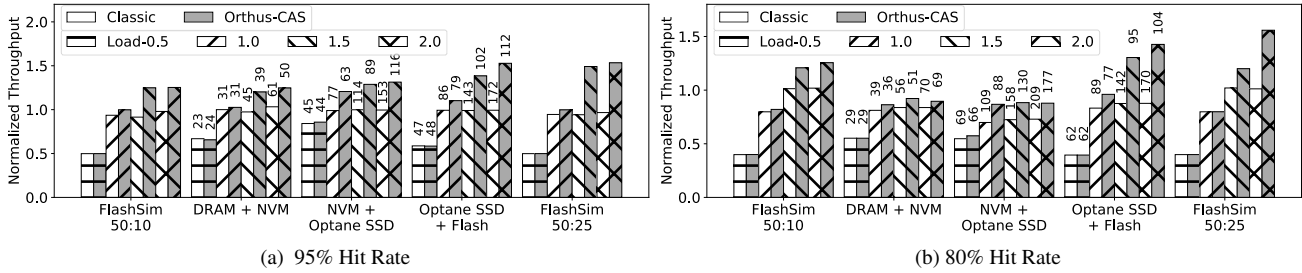 Normalized Throughput
2.0
1.5
1.0
0.5
0.0
Classic
Orthus-CAS
Load-0.5
1.0
1.5
2.0
23
24
31
31
45
39
61
50
45
44
77
63
114
89
153
116
47
48
86
79
143
102
172
112
FlashSim
50:10
DRAM + NVM
NVM +
Optane SSD
Optane SSD
+ Flash
FlashSim
50:25
(a) 95% Hit Rate
Normalized Throughput
1.5
1.0
0.5
0.0
Classic
Orthus-CAS
Load-0.5
1.0
1.5
2.0
29
29
39
36
56
51
76
69
69
66
109
88
158
130
209
177
62
62
89
77
142
95
170
104
FlashSim
50:10
DRAM + NVM
NVM +
Optane SSD
Optane SSD
+ Flash
FlashSim
50:25
(b) 80% Hit Rate